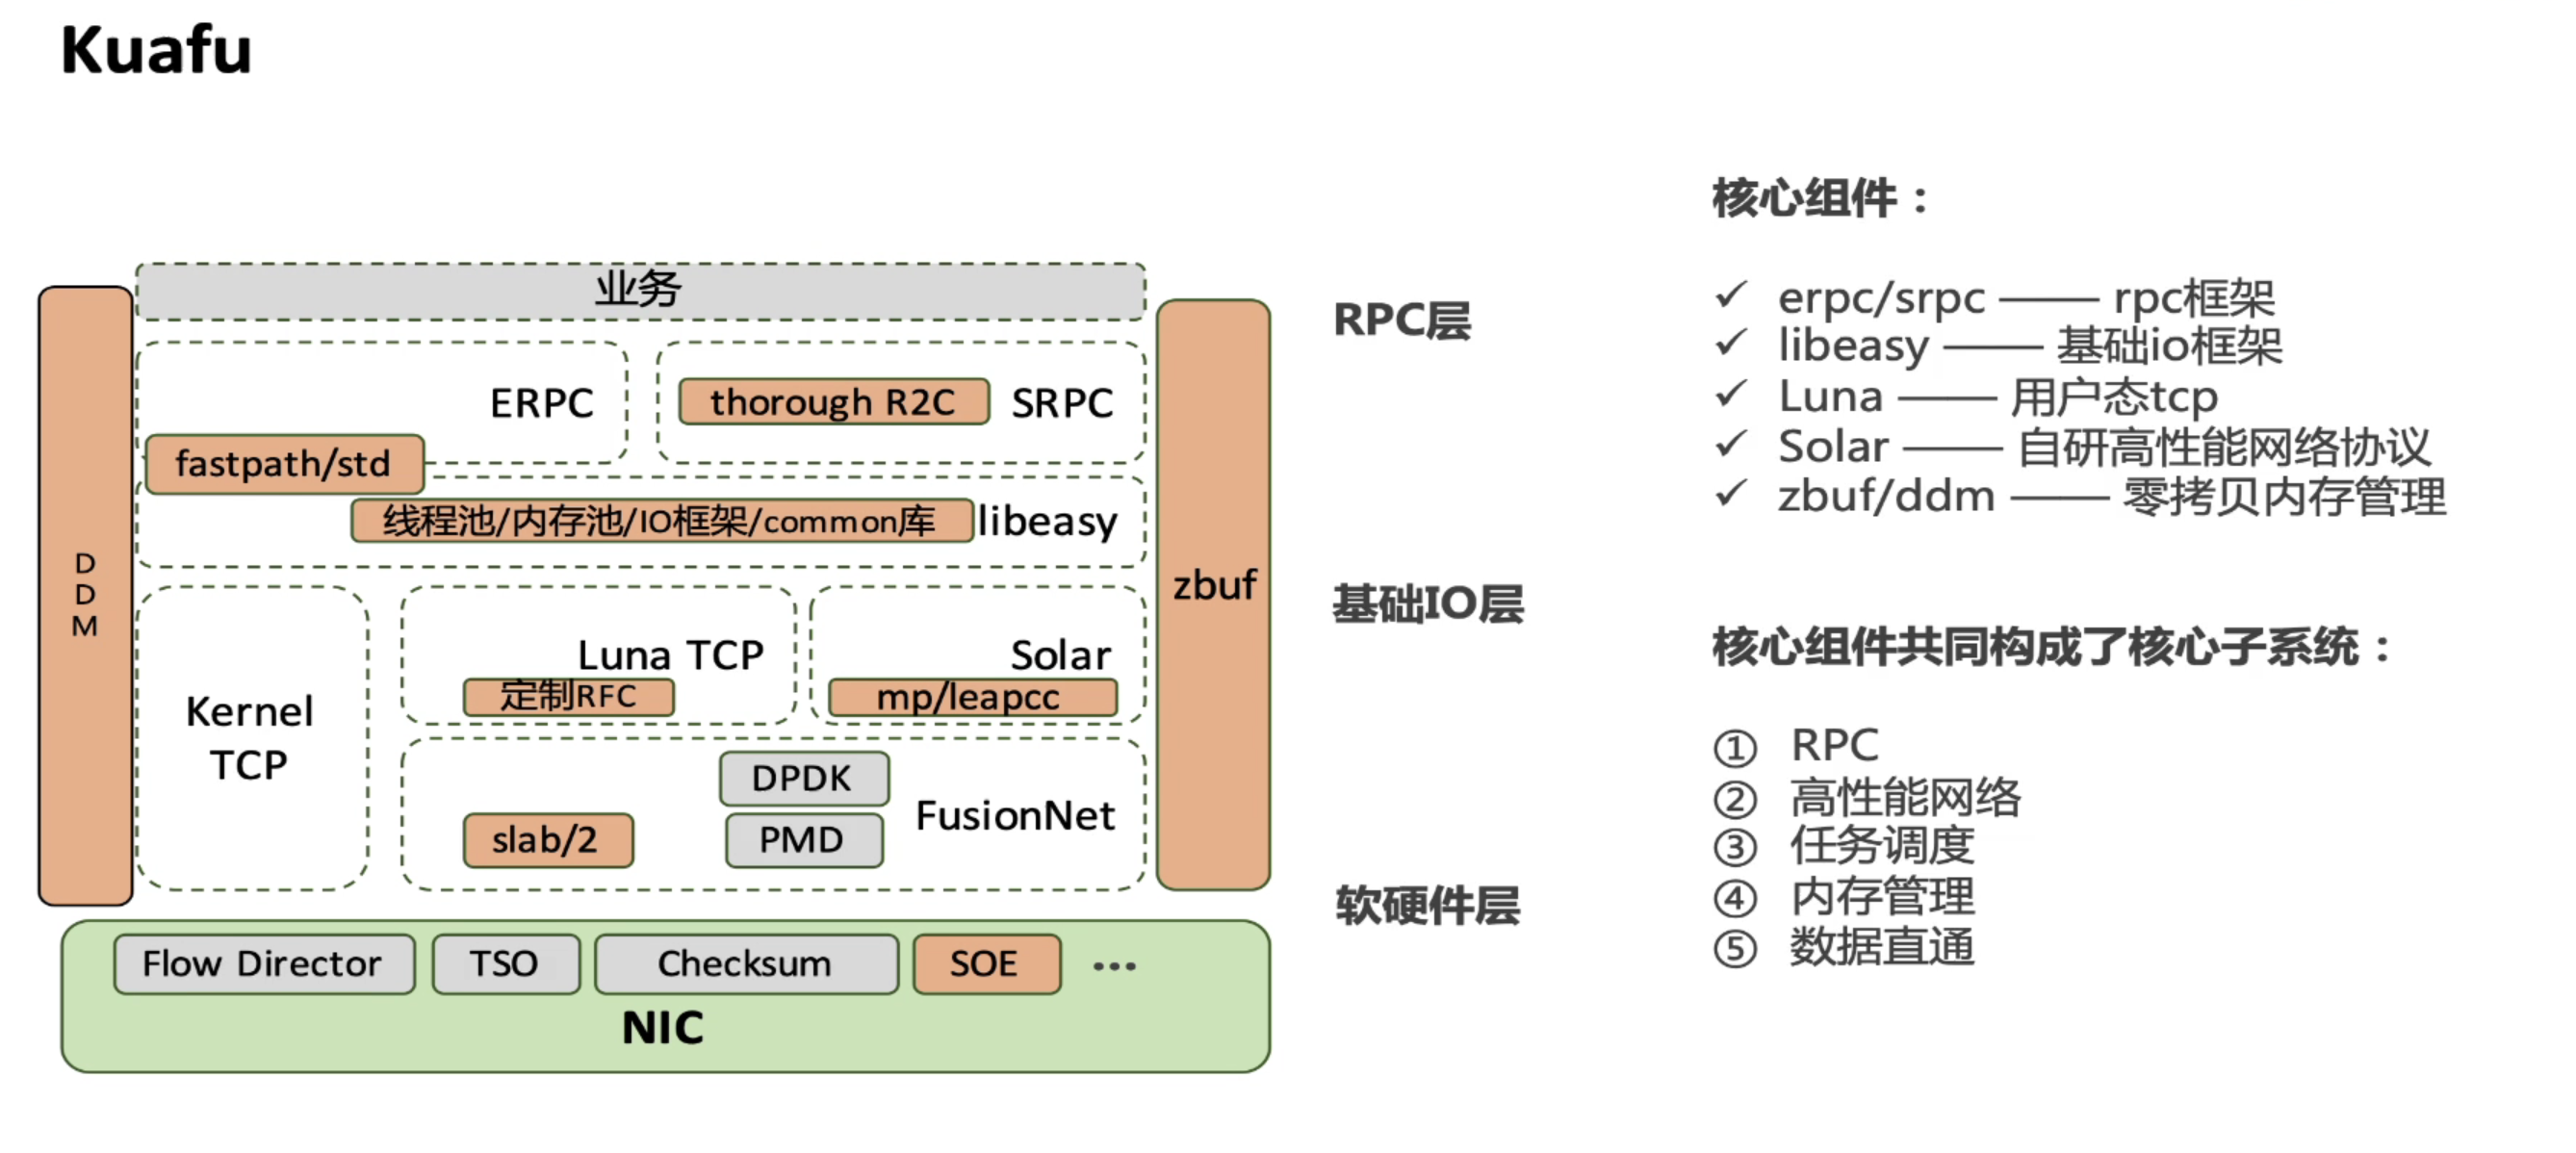 Kuafu
业务
ERPC
thorough R2C
SRPC
fastpath/std
线程池/内存池/IO框架/common库
libeasy
D
D
M
zbuf
Kernel
TCP
Luna TCP
定制RFC
Solar
mp/leapcc
DPDK
PMD
slab/2
FusionNet
Flow Director
TSO
Checksum
SOE
...
NIC
RPC层
基础IO层
软硬件层
核心组件：
✓ erpc/srpc —— rpc框架
✓ libeasy —— 基础io框架
✓ Luna —— 用户态tcp
✓ Solar —— 自研高性能网络协议
✓ zbuf/ddm —— 零拷贝内存管理
核心组件共同构成了核心子系统：
① RPC
② 高性能网络
③ 任务调度
④ 内存管理
⑤ 数据直通